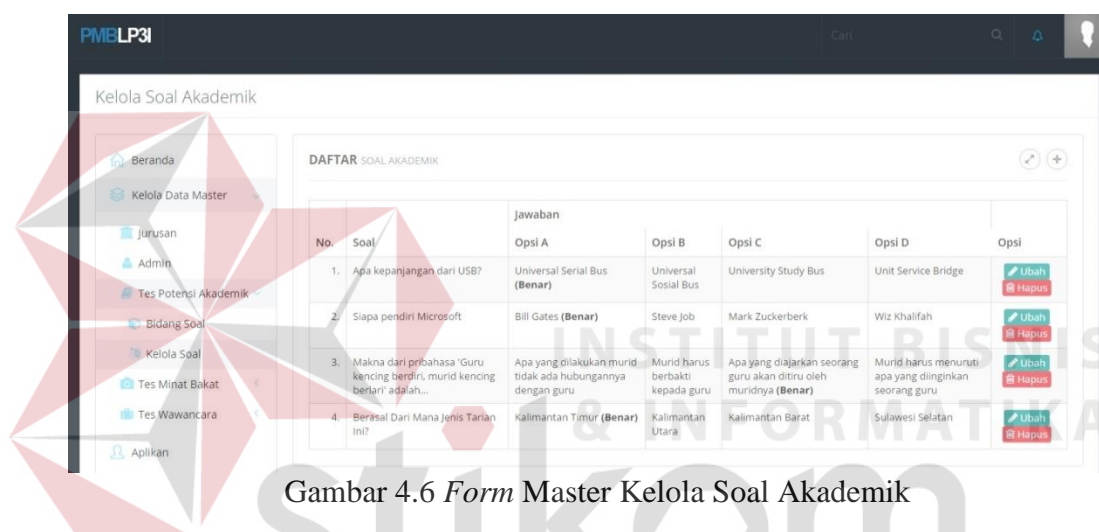 PMBLP3I
Cari
Kelola Soal Akademik
Beranda
Kelola Data Master
Jurusan
Admin
Tes Potensi Akademik
Bidang Soal
Kelola Soal
Tes Minat Bakat
Tes Wawancara
Aplikan
DAFTAR SOAL AKADEMIK
Jawaban
No. Soal Opsi A Opsi B Opsi C Opsi D Opsi
1. Apa kepanjangan dari USB? Universal Serial Bus Universal University Study Bus Unit Service Bridge Ubah
(Benar) Sosial Bus Hapus
2. Siapa pendiri Microsoft Bill Gates (Benar) Steve Job Mark Zuckerberk Wiz Khalifah Ubah
Hapus
3. Makna dari pribahasa 'Guru Apa yang dilakukan murid Murid harus Apa yang diajarkan seorang Murid harus menuruti Ubah
kencing berdiri, murid kencing tidak ada hubungannya berbakti guru akan ditiru oleh apa yang diinginkan Hapus
berlari' adalah... dengan guru kepada guru muridnya (Benar) seorang guru
4. Berasal Dari Mana Jenis Tarian Kalimantan Timur (Benar) Kalimantan Kalimantan Barat Sulawesi Selatan Ubah
Ini? Utara Hapus
INSTITUT BISNIS
& INFORMATIKA
stikom
Gambar 4.6 Form Master Kelola Soal Akademik